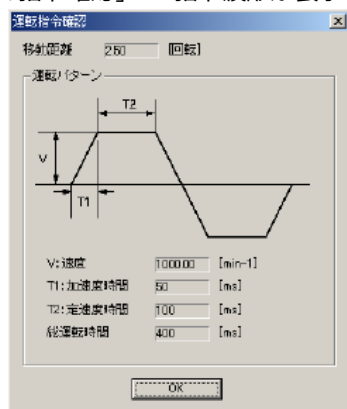 運転指令確認
移動距離 2.50 [回転]
運転パターン
T2
V
T1
V:速度 1000.00 [min-1]
T1:加速度時間 50 [ms]
T2:定速度時間 100 [ms]
総運転時間 400 [ms]
OK